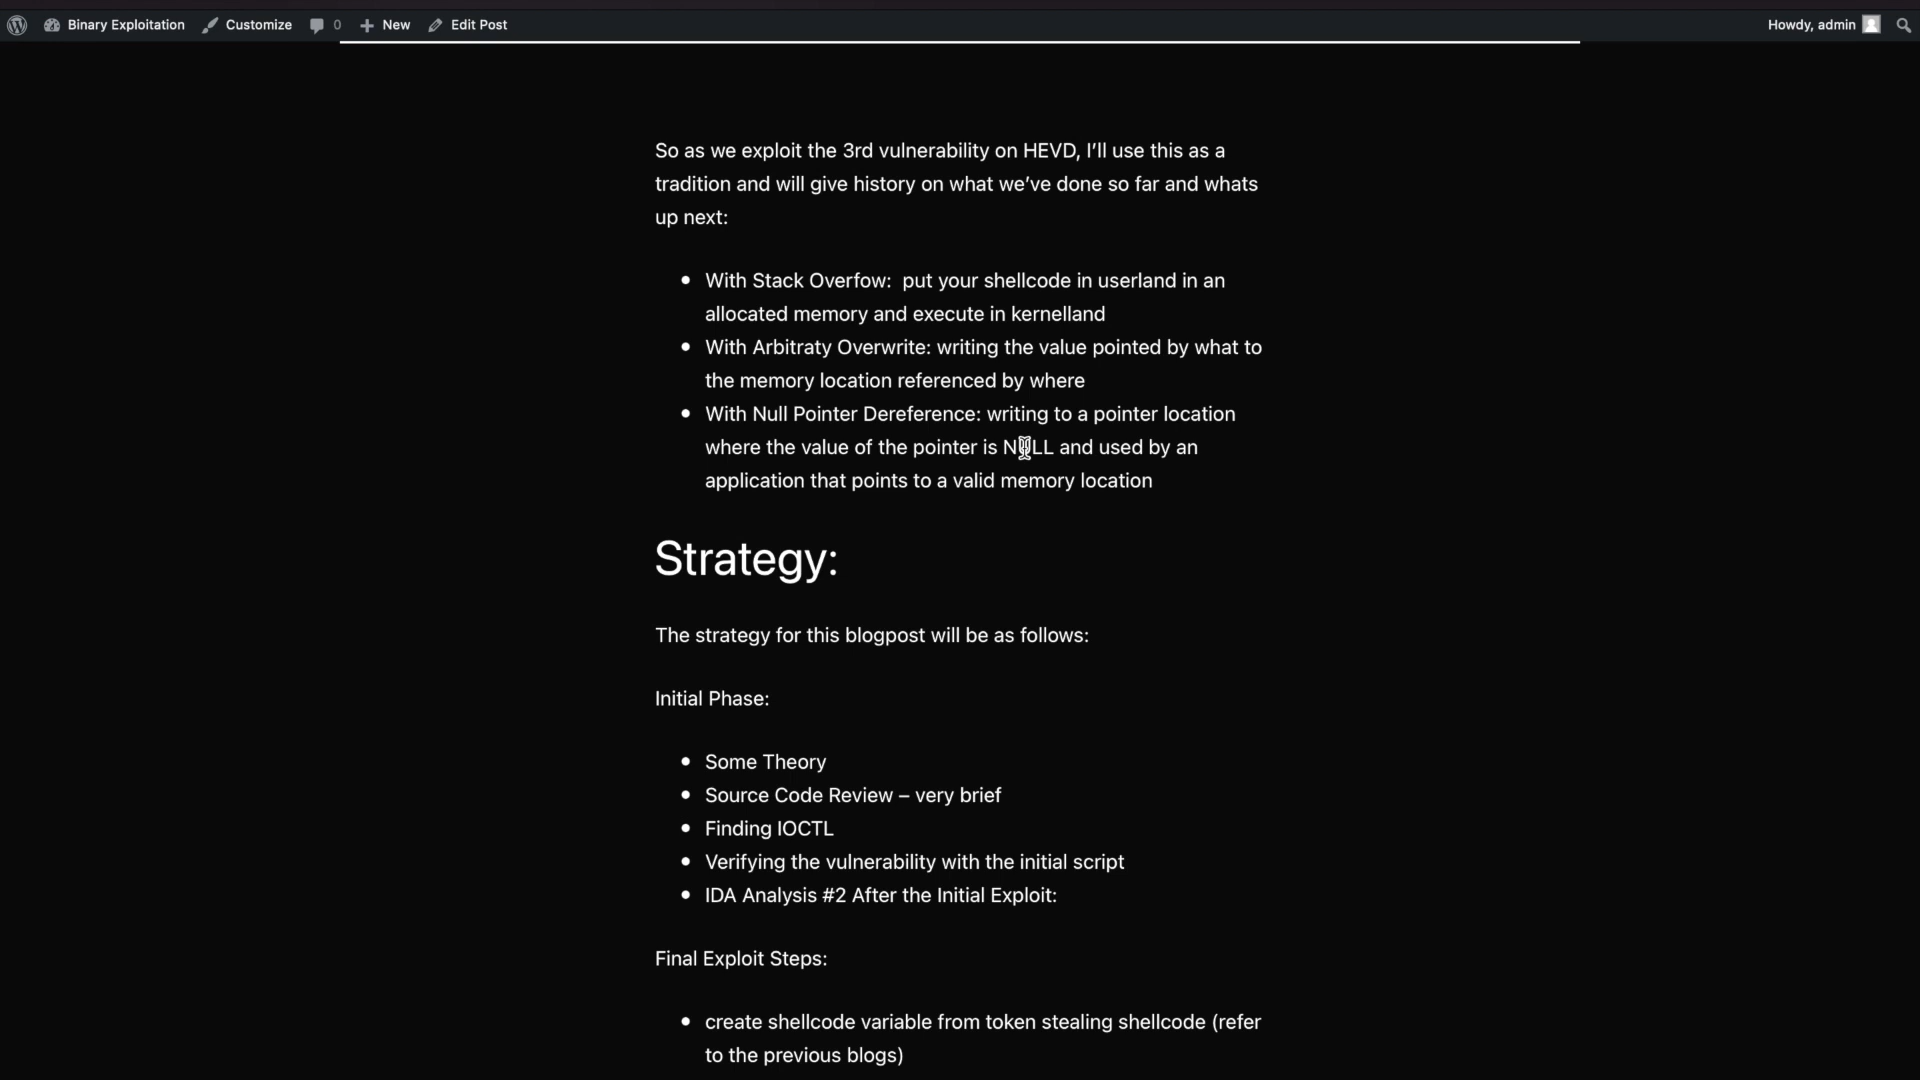 Binary Exploitation Customize 0 New Edit Post Howdy, admin
So as we exploit the 3rd vulnerability on HEVD, I’ll use this as a
tradition and will give history on what we’ve done so far and whats
up next:
With Stack Overfow:  put your shellcode in userland in an
allocated memory and execute in kernelland
With Arbitraty Overwrite: writing the value pointed by what to
the memory location referenced by where
With Null Pointer Dereference: writing to a pointer location
where the value of the pointer is NULL and used by an
application that points to a valid memory location
Strategy:
The strategy for this blogpost will be as follows:
Initial Phase:
Some Theory
Source Code Review – very brief
Finding IOCTL
Verifying the vulnerability with the initial script
IDA Analysis #2 After the Initial Exploit:
Final Exploit Steps:
create shellcode variable from token stealing shellcode (refer
to the previous blogs)